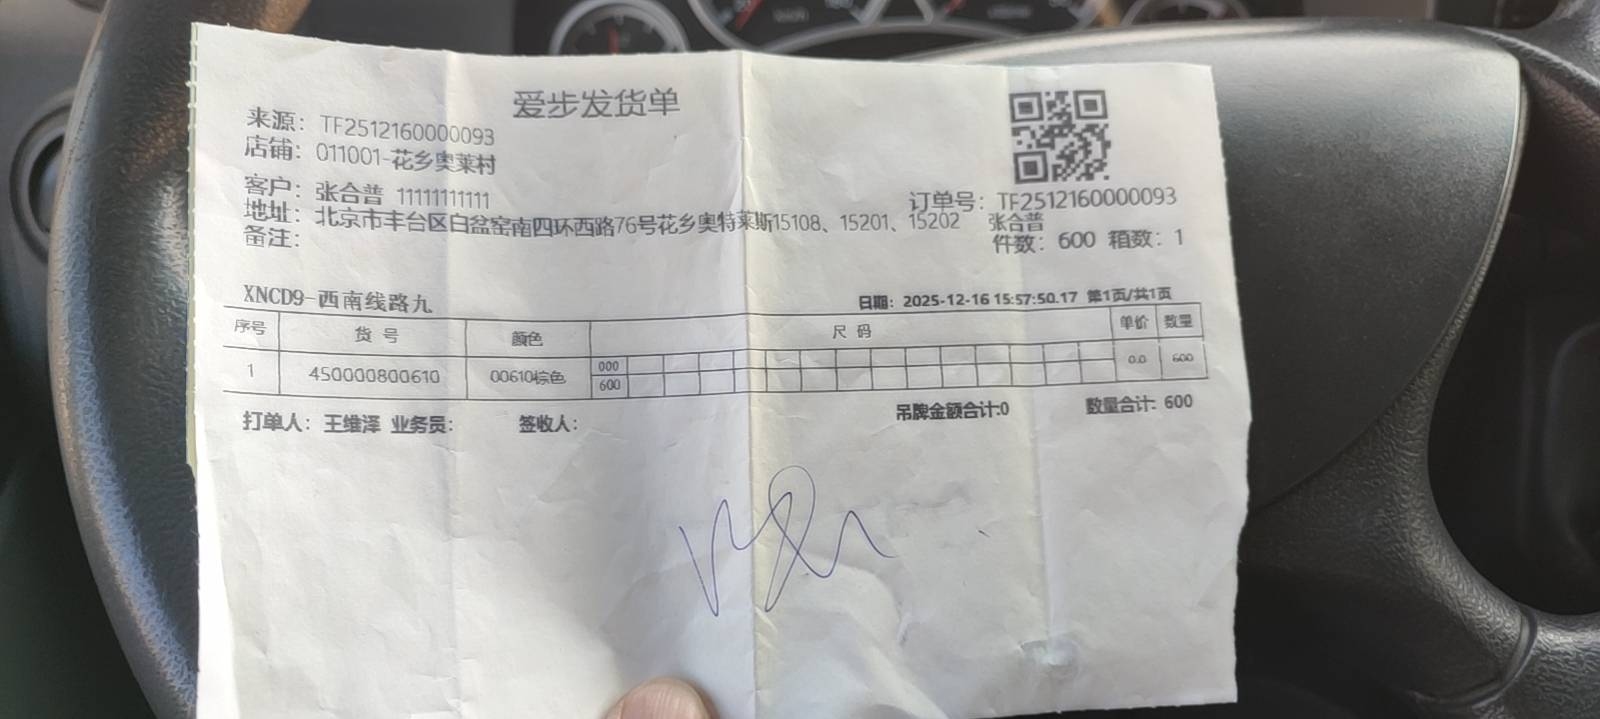 爱步发货单
来源: TF2512160000093
店铺: 011001-花乡奥莱村
客户: 张合普 11111111111
订单号: TF2512160000093
地址: 北京市丰台区白盆窑南四环西路76号花乡奥特莱斯15108、15201、15202 张合普
备注:
件数: 600 箱数: 1
XNCD9-西南线路九
日期: 2025-12-16 15:57:50.17 第1页/共1页
序号 货号 颜色 尺码 单价 数量
1 450000800610 00610棕色 000 0.0 600
600
打单人: 王维泽 业务员: 签收人: 吊牌金额合计:0 数量合计: 600